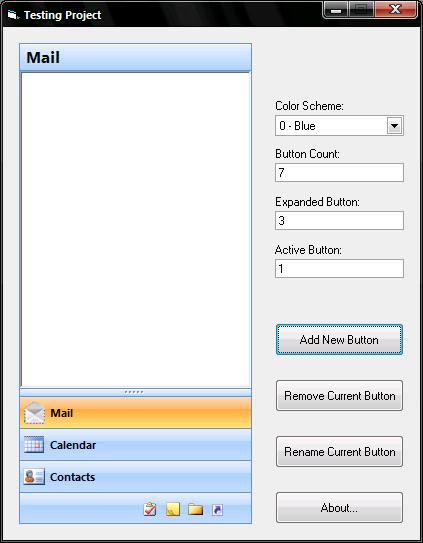 Testing Project
Mail
Color Scheme:
0 - Blue
Button Count:
7
Expanded Button:
3
Active Button:
1
Add New Button
Remove Current Button
Rename Current Button
About...
Mail
Calendar
Contacts